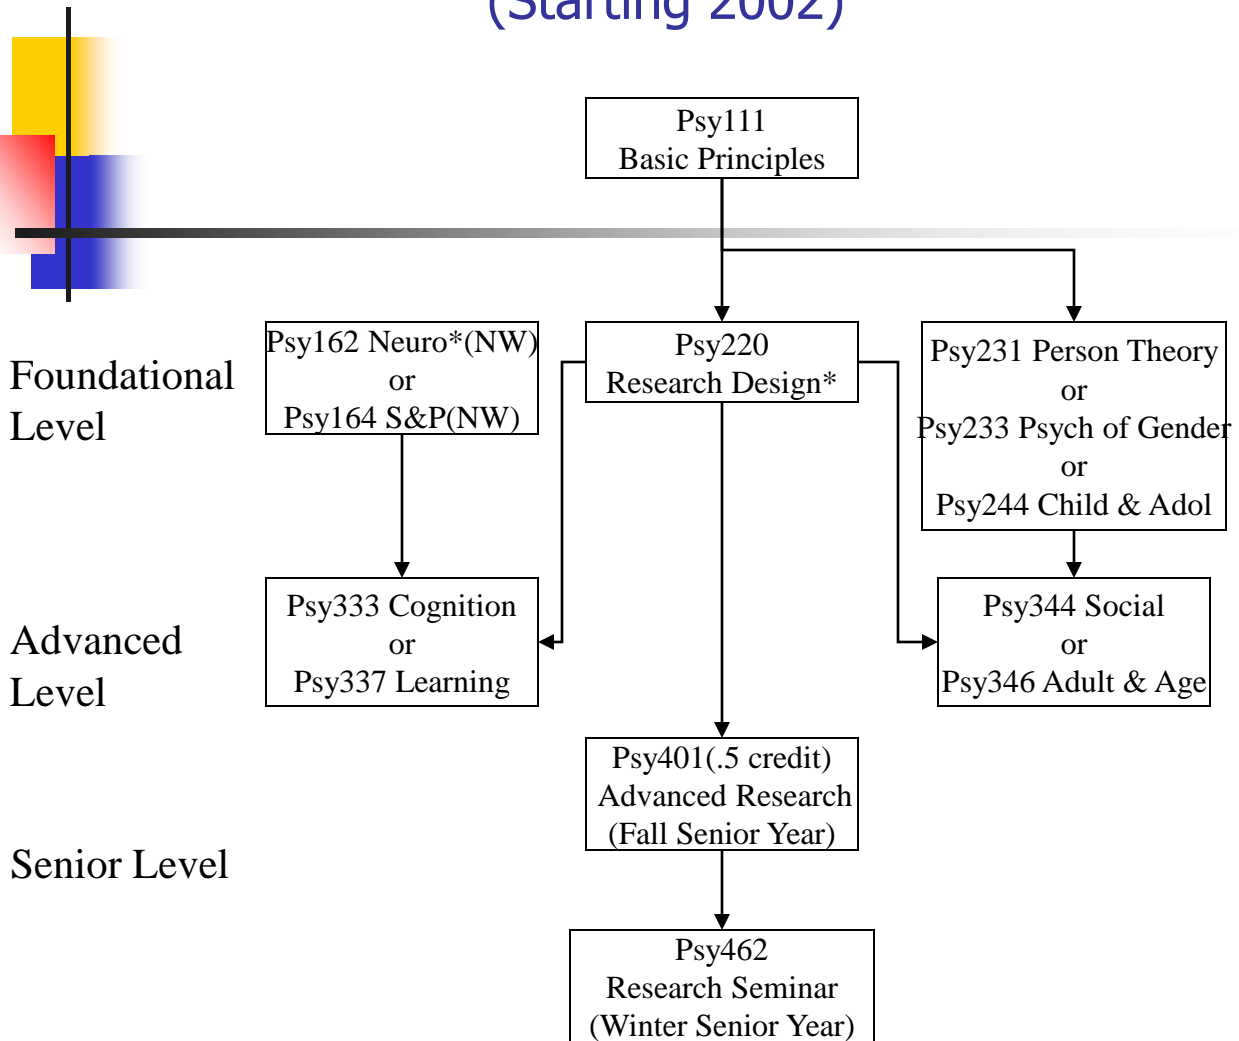 (Starting 2002)
Psy111
Basic Principles
Foundational
Level
Psy162 Neuro*(NW)
or
Psy164 S&P(NW)
Psy220
Research Design*
Psy231 Person Theory
or
Psy233 Psych of Gender
or
Psy244 Child & Adol
Advanced
Level
Psy333 Cognition
or
Psy337 Learning
Psy344 Social
or
Psy346 Adult & Age
Psy401(.5 credit)
Advanced Research
(Fall Senior Year)
Senior Level
Psy462
Research Seminar
(Winter Senior Year)